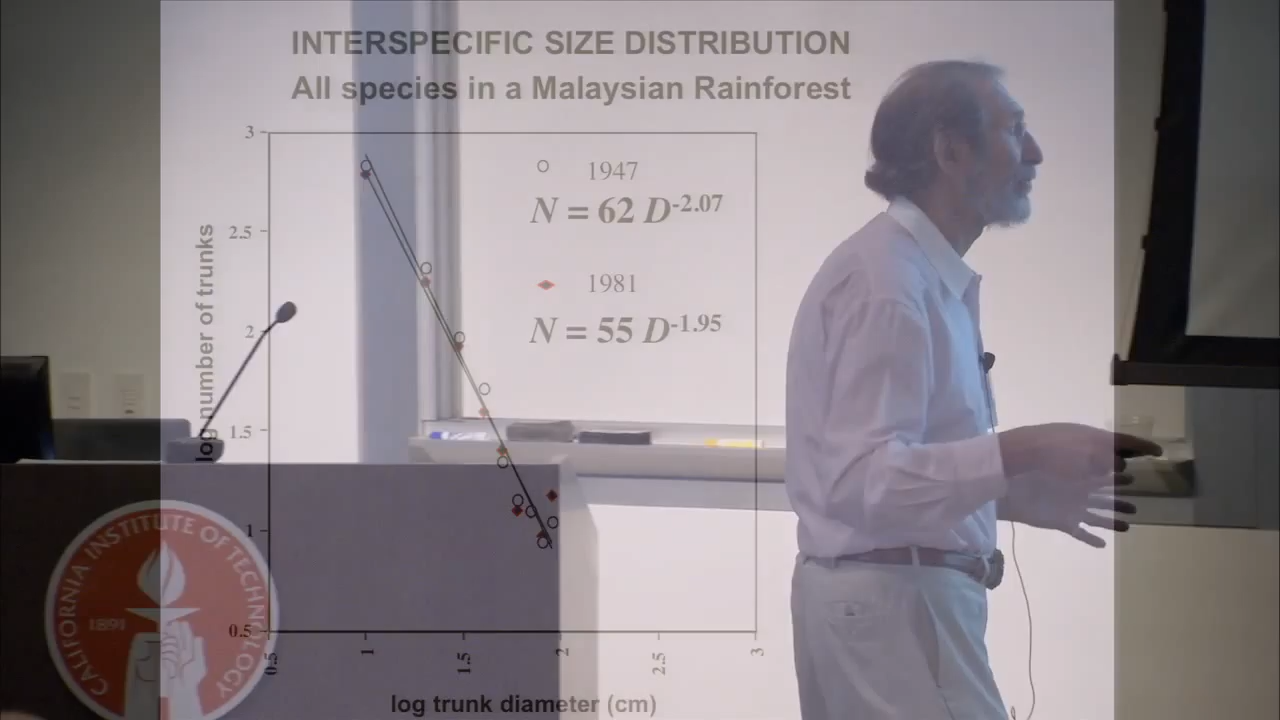 INTERSPECIFIC SIZE DISTRIBUTION
All species in a Malaysian Rainforest
3
2.5
2
1.5
1
0.5
log number of trunks
1947
N = 62 D-2.07
1981
N = 55 D-1.95
0.5
1
1.5
2
2.5
3
log trunk diameter (cm)
CALIFORNIA INSTITUTE OF TECHNOLOGY
1891